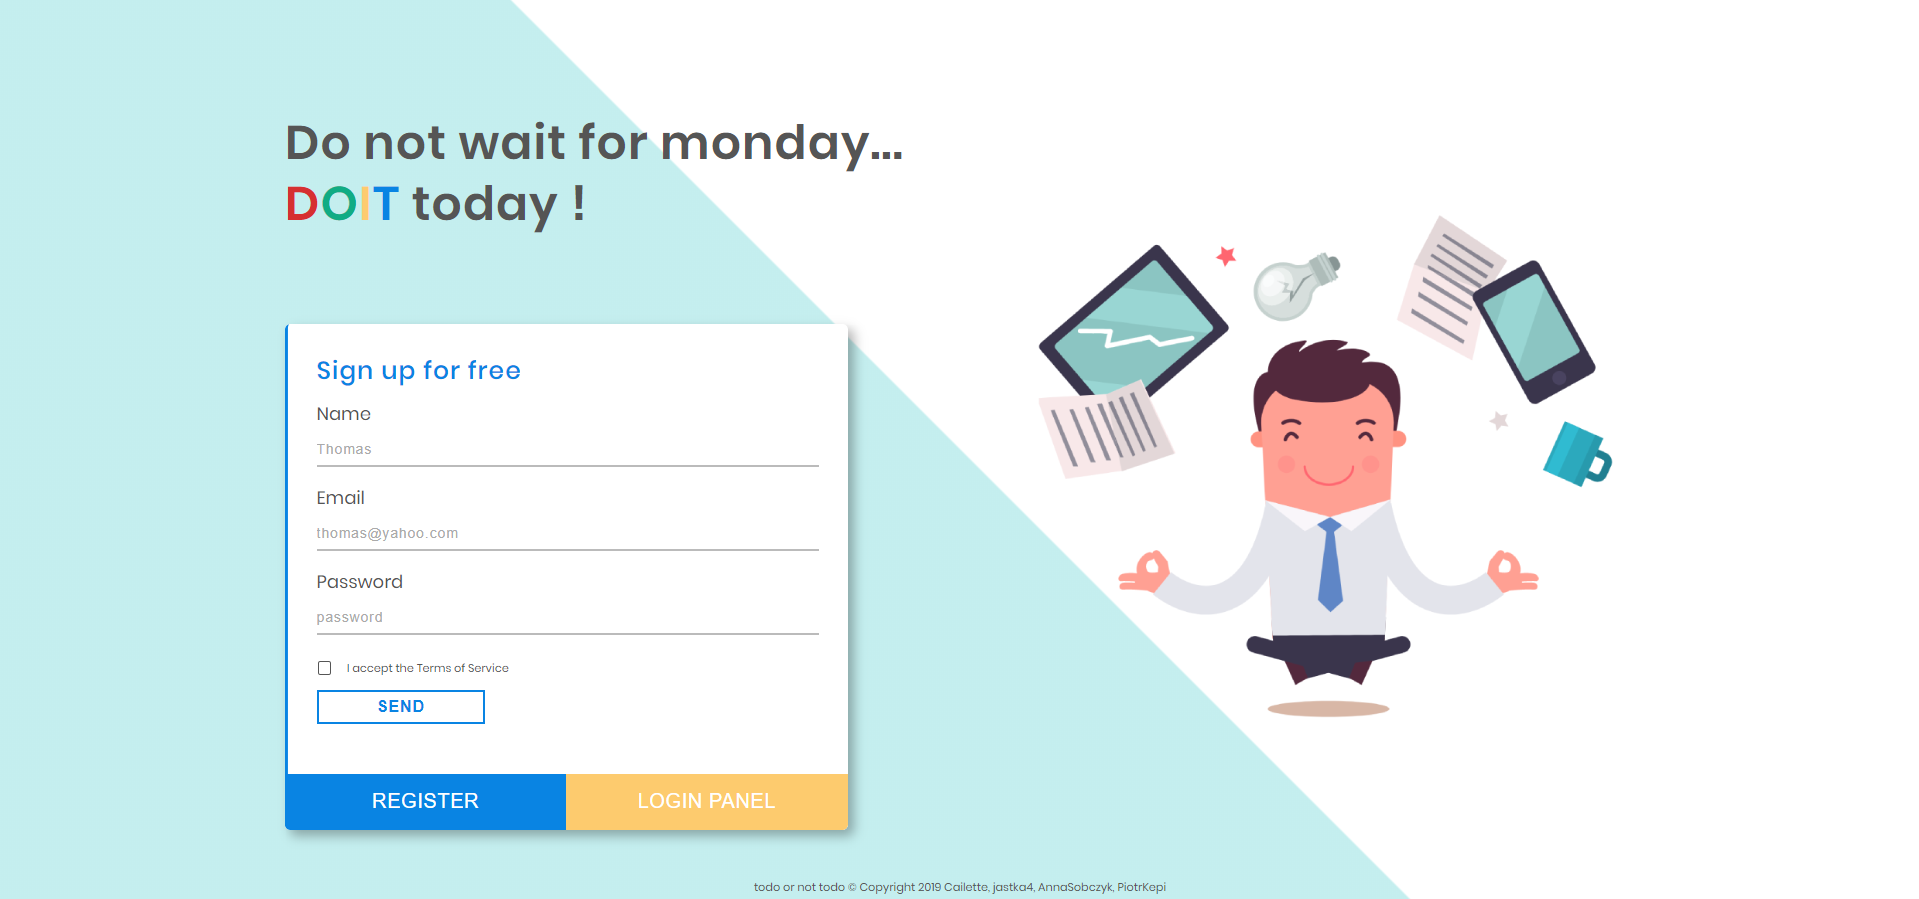 Do not wait for monday...
DOIT today !
Sign up for free
Name
Thomas
Email
thomas@yahoo.com
Password
password
I accept the Terms of Service
SEND
REGISTER
LOGIN PANEL
todo or not todo © Copyright 2019 Cailette, jastka4, AnnaSobczyk, PiotrKepi